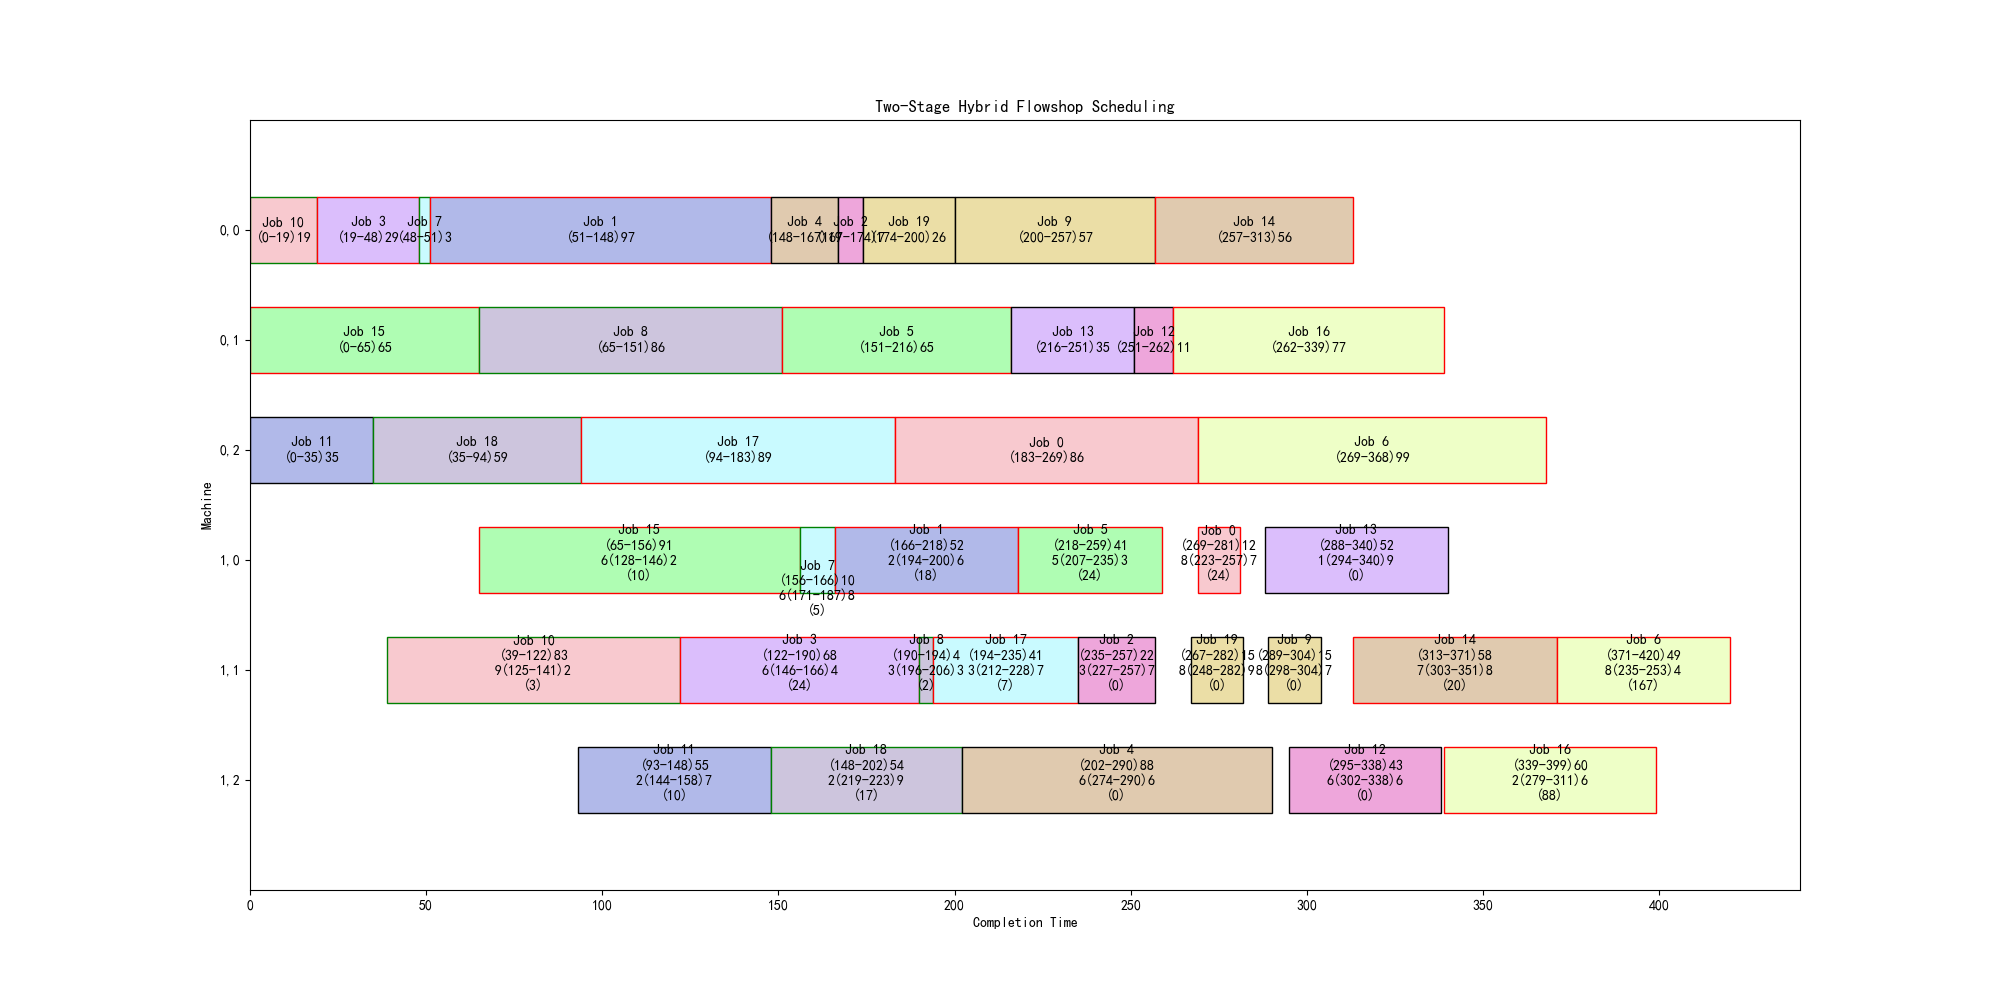 Two-Stage Hybrid Flowshop Scheduling
Machine
0,0
Job 10
(0-19)19
Job 3
(19-48)29
Job 7
(48-51)3
Job 1
(51-148)97
Job 4
(148-167)19
Job 2
(167-174)7
Job 19
(174-200)26
Job 9
(200-257)57
Job 14
(257-313)56
0,1
Job 15
(0-65)65
Job 8
(65-151)86
Job 5
(151-216)65
Job 13
(216-251)35
Job 12
(251-262)11
Job 16
(262-339)77
0,2
Job 11
(0-35)35
Job 18
(35-94)59
Job 17
(94-183)89
Job 0
(183-269)86
Job 6
(269-368)99
1,0
Job 15
(65-156)91
6(128-146)2
(10)
Job 7
(156-166)10
6(171-187)8
(5)
Job 1
(166-218)52
2(194-200)6
(18)
Job 5
(218-259)41
5(207-235)3
(24)
Job 0
(269-281)12
8(223-257)7
(24)
Job 13
(288-340)52
1(294-340)9
(0)
1,1
Job 10
(39-122)83
9(125-141)2
(3)
Job 3
(122-190)68
6(146-166)4
(24)
Job 8
(190-194)4
3(196-206)3
(2)
Job 17
(194-235)41
3(212-228)7
(7)
Job 2
(235-257)22
3(227-257)7
(0)
Job 19
(267-282)15
8(248-282)9
(0)
Job 9
(289-304)15
8(298-304)7
(0)
Job 14
(313-371)58
7(303-351)8
(20)
Job 6
(371-420)49
8(235-253)4
(167)
1,2
Job 11
(93-148)55
2(144-158)7
(10)
Job 18
(148-202)54
2(219-223)9
(17)
Job 4
(202-290)88
6(274-290)6
(0)
Job 12
(295-338)43
6(302-338)6
(0)
Job 16
(339-399)60
2(279-311)6
(88)
0 50 100 150 200 250 300 350 400
Completion Time